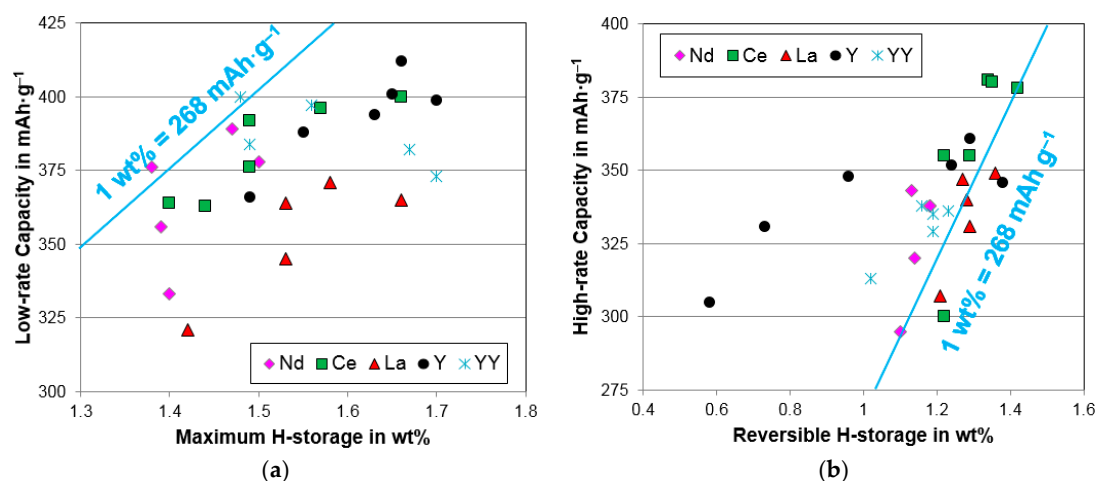 425
400
375
350
325
300
1.3
1.4
1.5
1.6
1.7
1.8
Low-rate Capacity in mAh·g⁻¹
Maximum H-storage in wt%
1 wt% = 268 mAh·g⁻¹
Nd Ce La Y YY
(a)
400
375
350
325
300
275
0.4
0.6
0.8
1
1.2
1.4
1.6
High-rate Capacity in mAh·g⁻¹
Reversible H-storage in wt%
1 wt% = 268 mAh g⁻¹
Nd Ce La Y YY
(b)